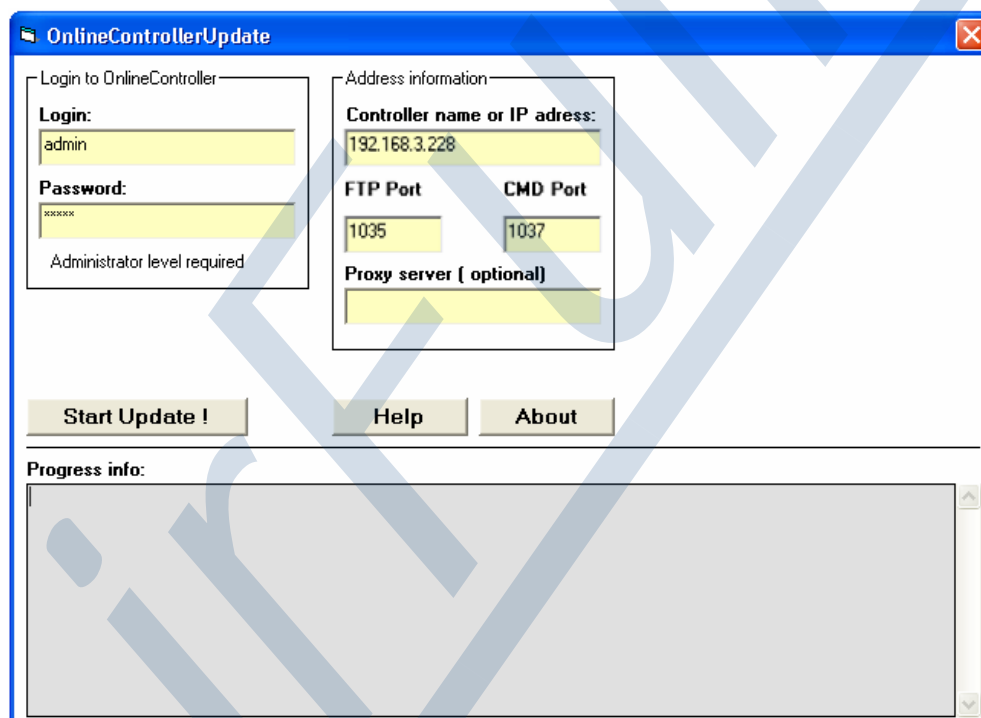 OnlineControllerUpdate
Login to OnlineController
Login:
admin
Password:
xxxxx
Administrator level required
Address information
Controller name or IP adress:
192.168.3.228
FTP Port CMD Port
1035 1037
Proxy server ( optional)
Start Update !
Help
About
Progress info: